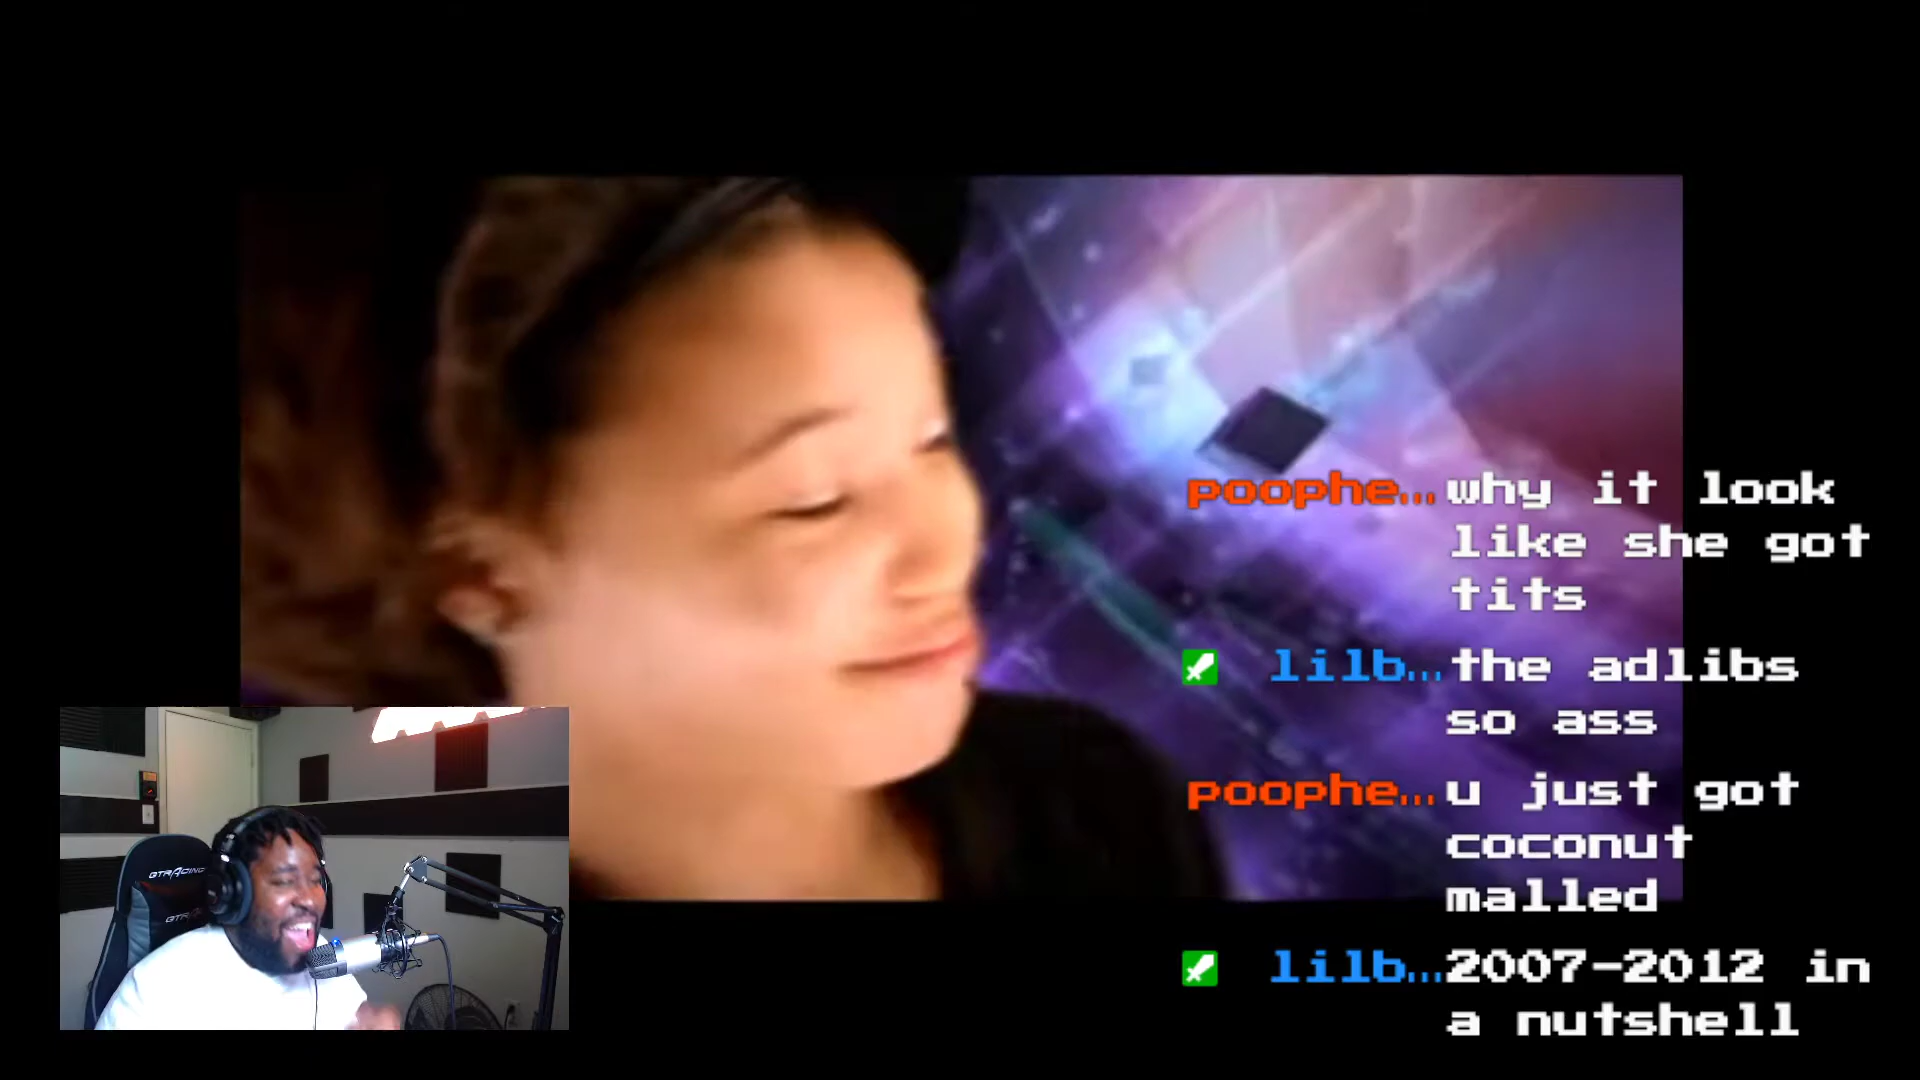 poophe... why it look
like she got
tits
lilb... the adlibs
so ass
poophe... u just got
coconut
malled
lilb... 2007-2012 in
a nutshell
GTRACING